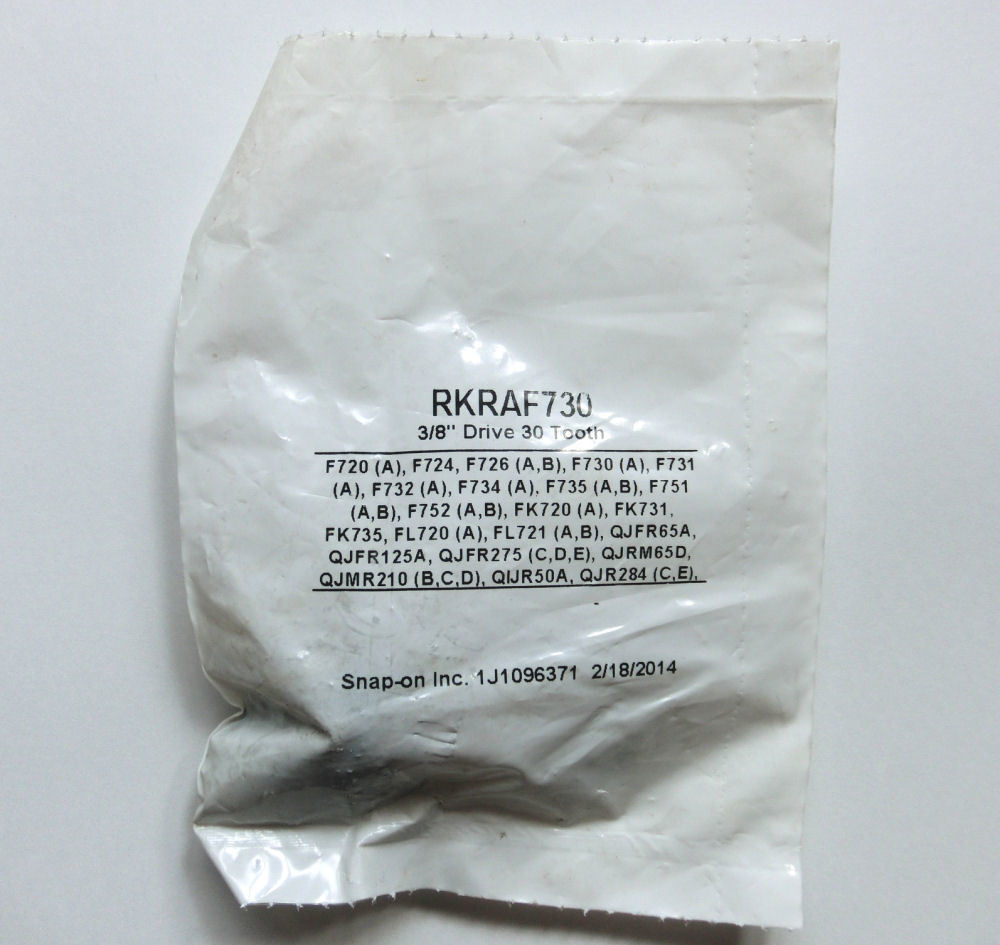 RKRAF730
3/8" Drive 30 Tooth
F720 (A), F724, F726 (A,B), F730 (A), F731
(A), F732 (A), F734 (A), F735 (A,B), F751
(A,B), F752 (A,B), FK720 (A), FK731,
FK735, FL720 (A), FL721 (A,B), QJFR65A,
QJFR125A, QJFR275 (C,D,E), QJRM65D,
QJMR210 (B,C,D), QIJR50A, QJR284 (C,E),
Snap-on Inc. 1J1096371 2/18/2014